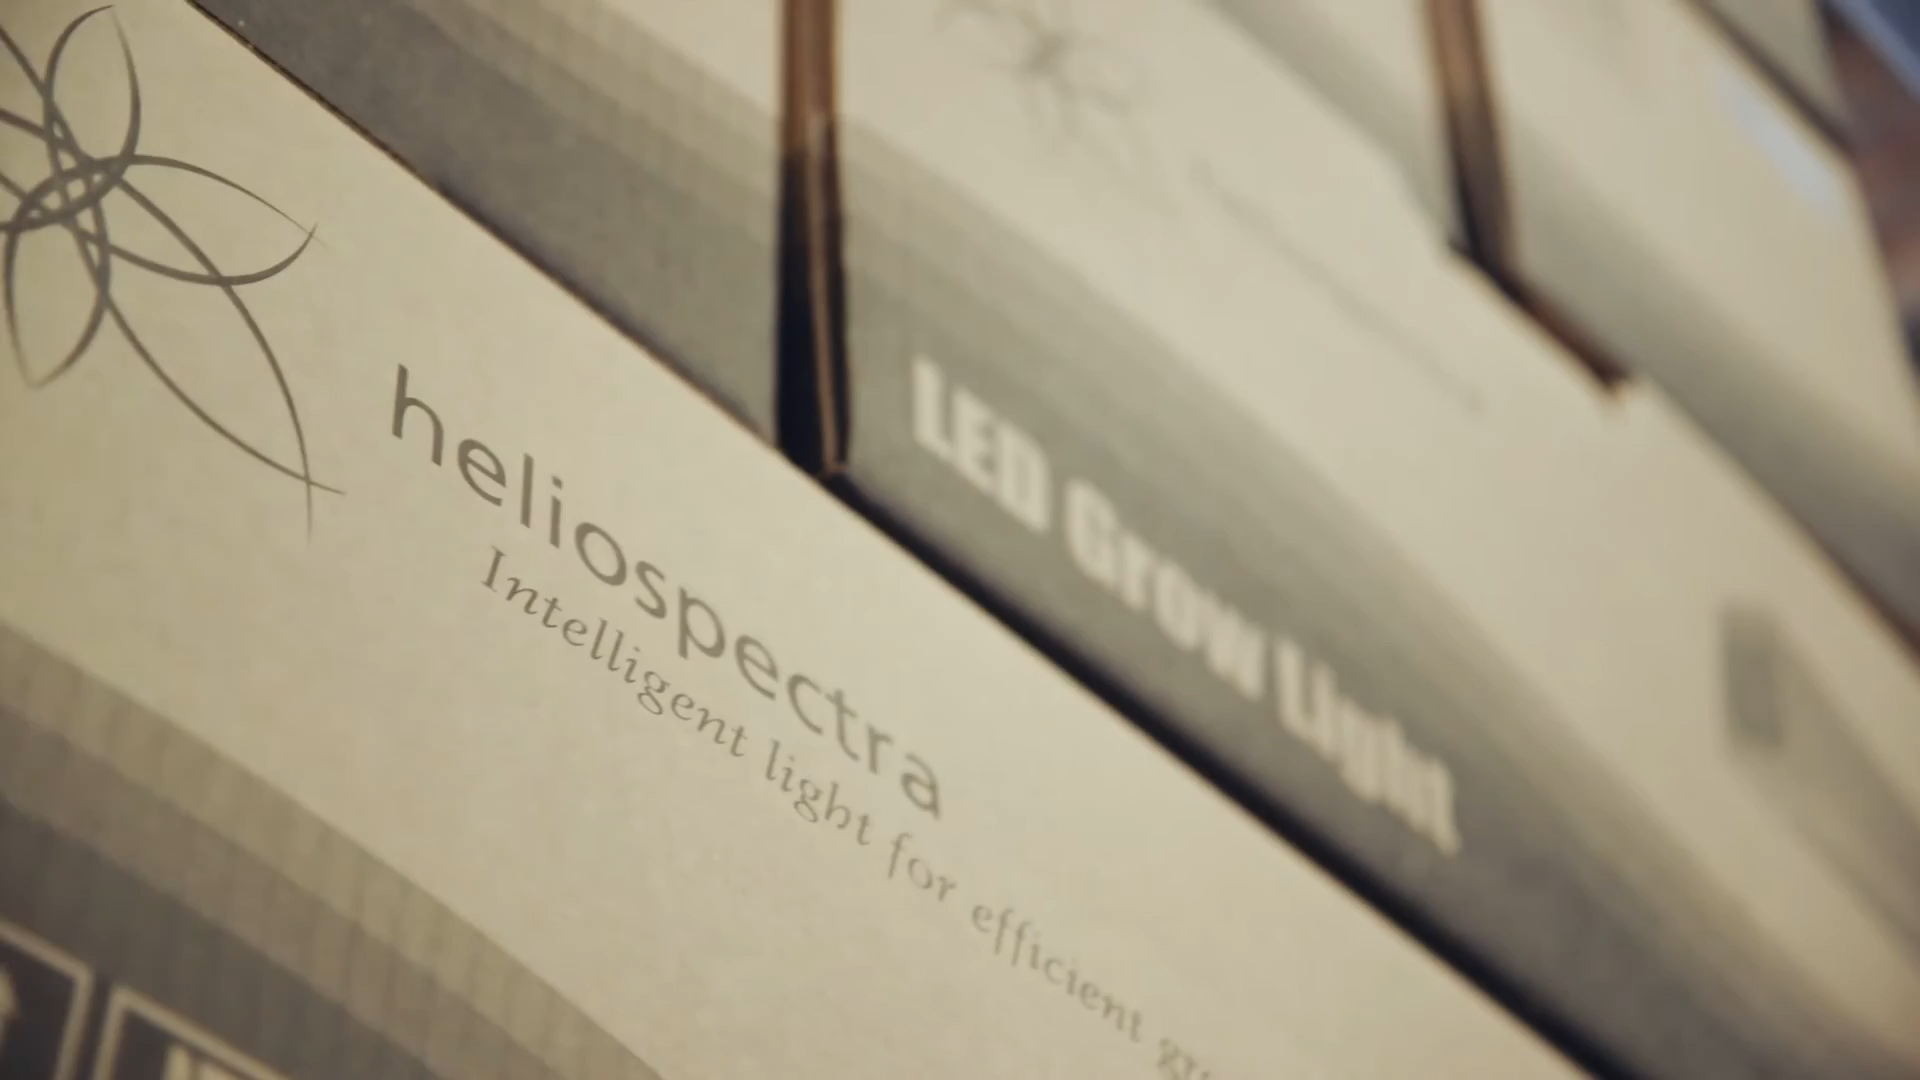 heliospectra
Intelligent light for efficient
LED Grow Light